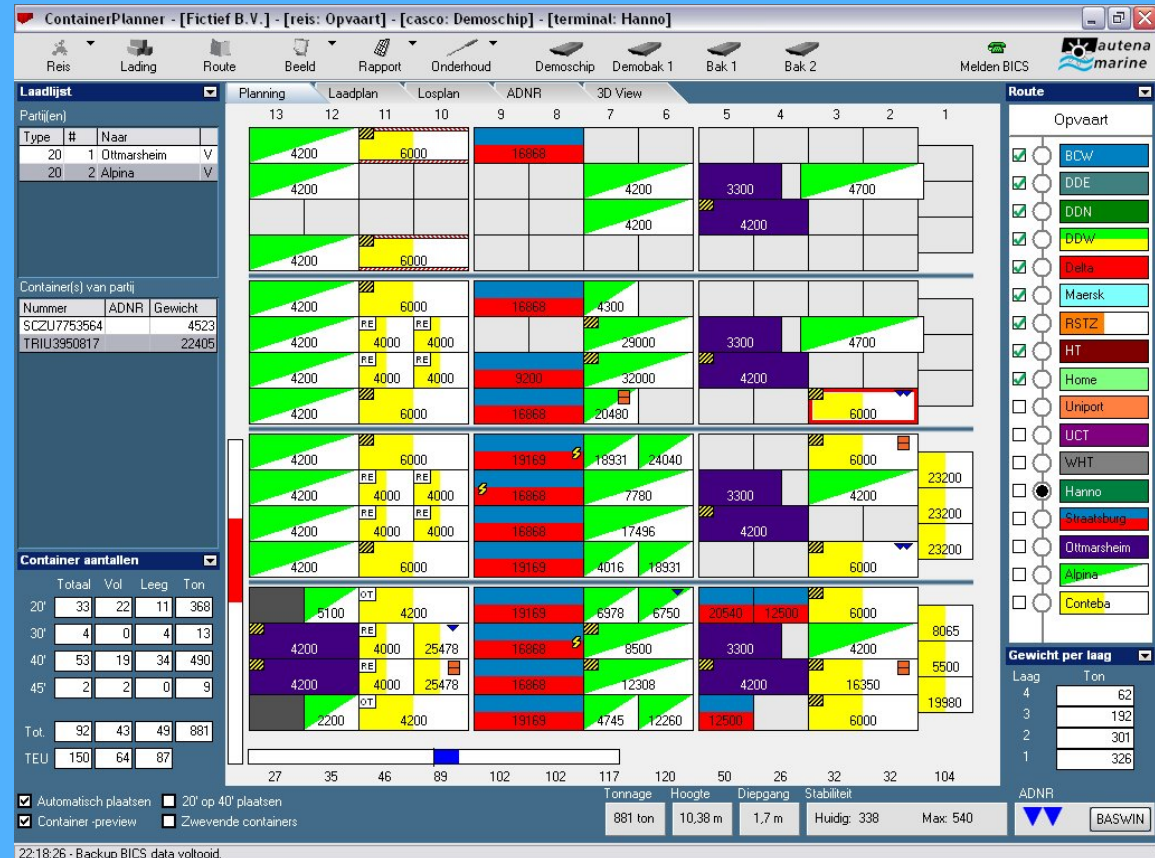 ContainerPlanner - [Fictief B.V.] - [reis: Opvaart] - [casco: Demoschip] - [terminal: Hanno]
Reis Lading Route Beeld Rapport Onderhoud Demoschip Demobak 1 Bak 1 Bak 2 Melden BICS autena marine
Laadlijst
Partij(en)
Type # Naar
20 1 Ottmarsheim V
20 2 Alpina V
Container(s) van partij
Nummer ADNR Gewicht
SCZU7753564 4523
TRIU3950817 22405
Container aantallen
Totaal Vol Leeg Ton
20' 33 22 11 368
30' 4 0 4 13
40' 53 19 34 490
45' 2 2 0 9
Tot. 92 43 49 881
TEU 150 64 87
Automatisch plaatsen 20' op 40' plaatsen
Container -preview Zwevende containers
Planning Laadplan Losplan ADNR 3D View
13 12 11 10 9 8 7 6 5 4 3 2 1
4200 6000 16868
4200 4200 3300 4700
4200 4200
4200 6000
4200 6000 16868 4300
4200 RE 4000 RE 4000 29000 3300 4700
4200 RE 4000 RE 4000 9200 32000 4200
4200 6000 16868 20480 6000
4200 6000 19169 18931 24040 6000
23200
4200 RE 4000 RE 4000 16868 7780 3300 4200
23200
4200 RE 4000 RE 4000 16868 17496 4200
23200
4200 6000 19169 4016 18931 6000
5100 OT 4200 19169 6978 6750 20540 12500 6000
8065
4200 RE 4000 25478 16868 8500 3300 4200
5500
4200 RE 4000 25478 16868 12308 4200 16350
19980
2200 OT 4200 19169 4745 12260 12500 6000
27 35 46 89 102 102 117 120 50 26 32 32 104
Tonnage Hoogte Diepgang Stabiliteit
881 ton 10,38 m 1,7 m Huidig: 338 Max: 540
Route
Opvaart
BCW
DDE
DDN
DDW
Delta
Maersk
RSTZ
HT
Home
Uniport
UCT
WHT
Hanno
Straatsburg
Ottmarsheim
Alpina
Conteba
Gewicht per laag
Laag Ton
4 62
3 192
2 301
1 326
ADNR
BASWIN
22:18:26 - Backup BICS data voltooid.